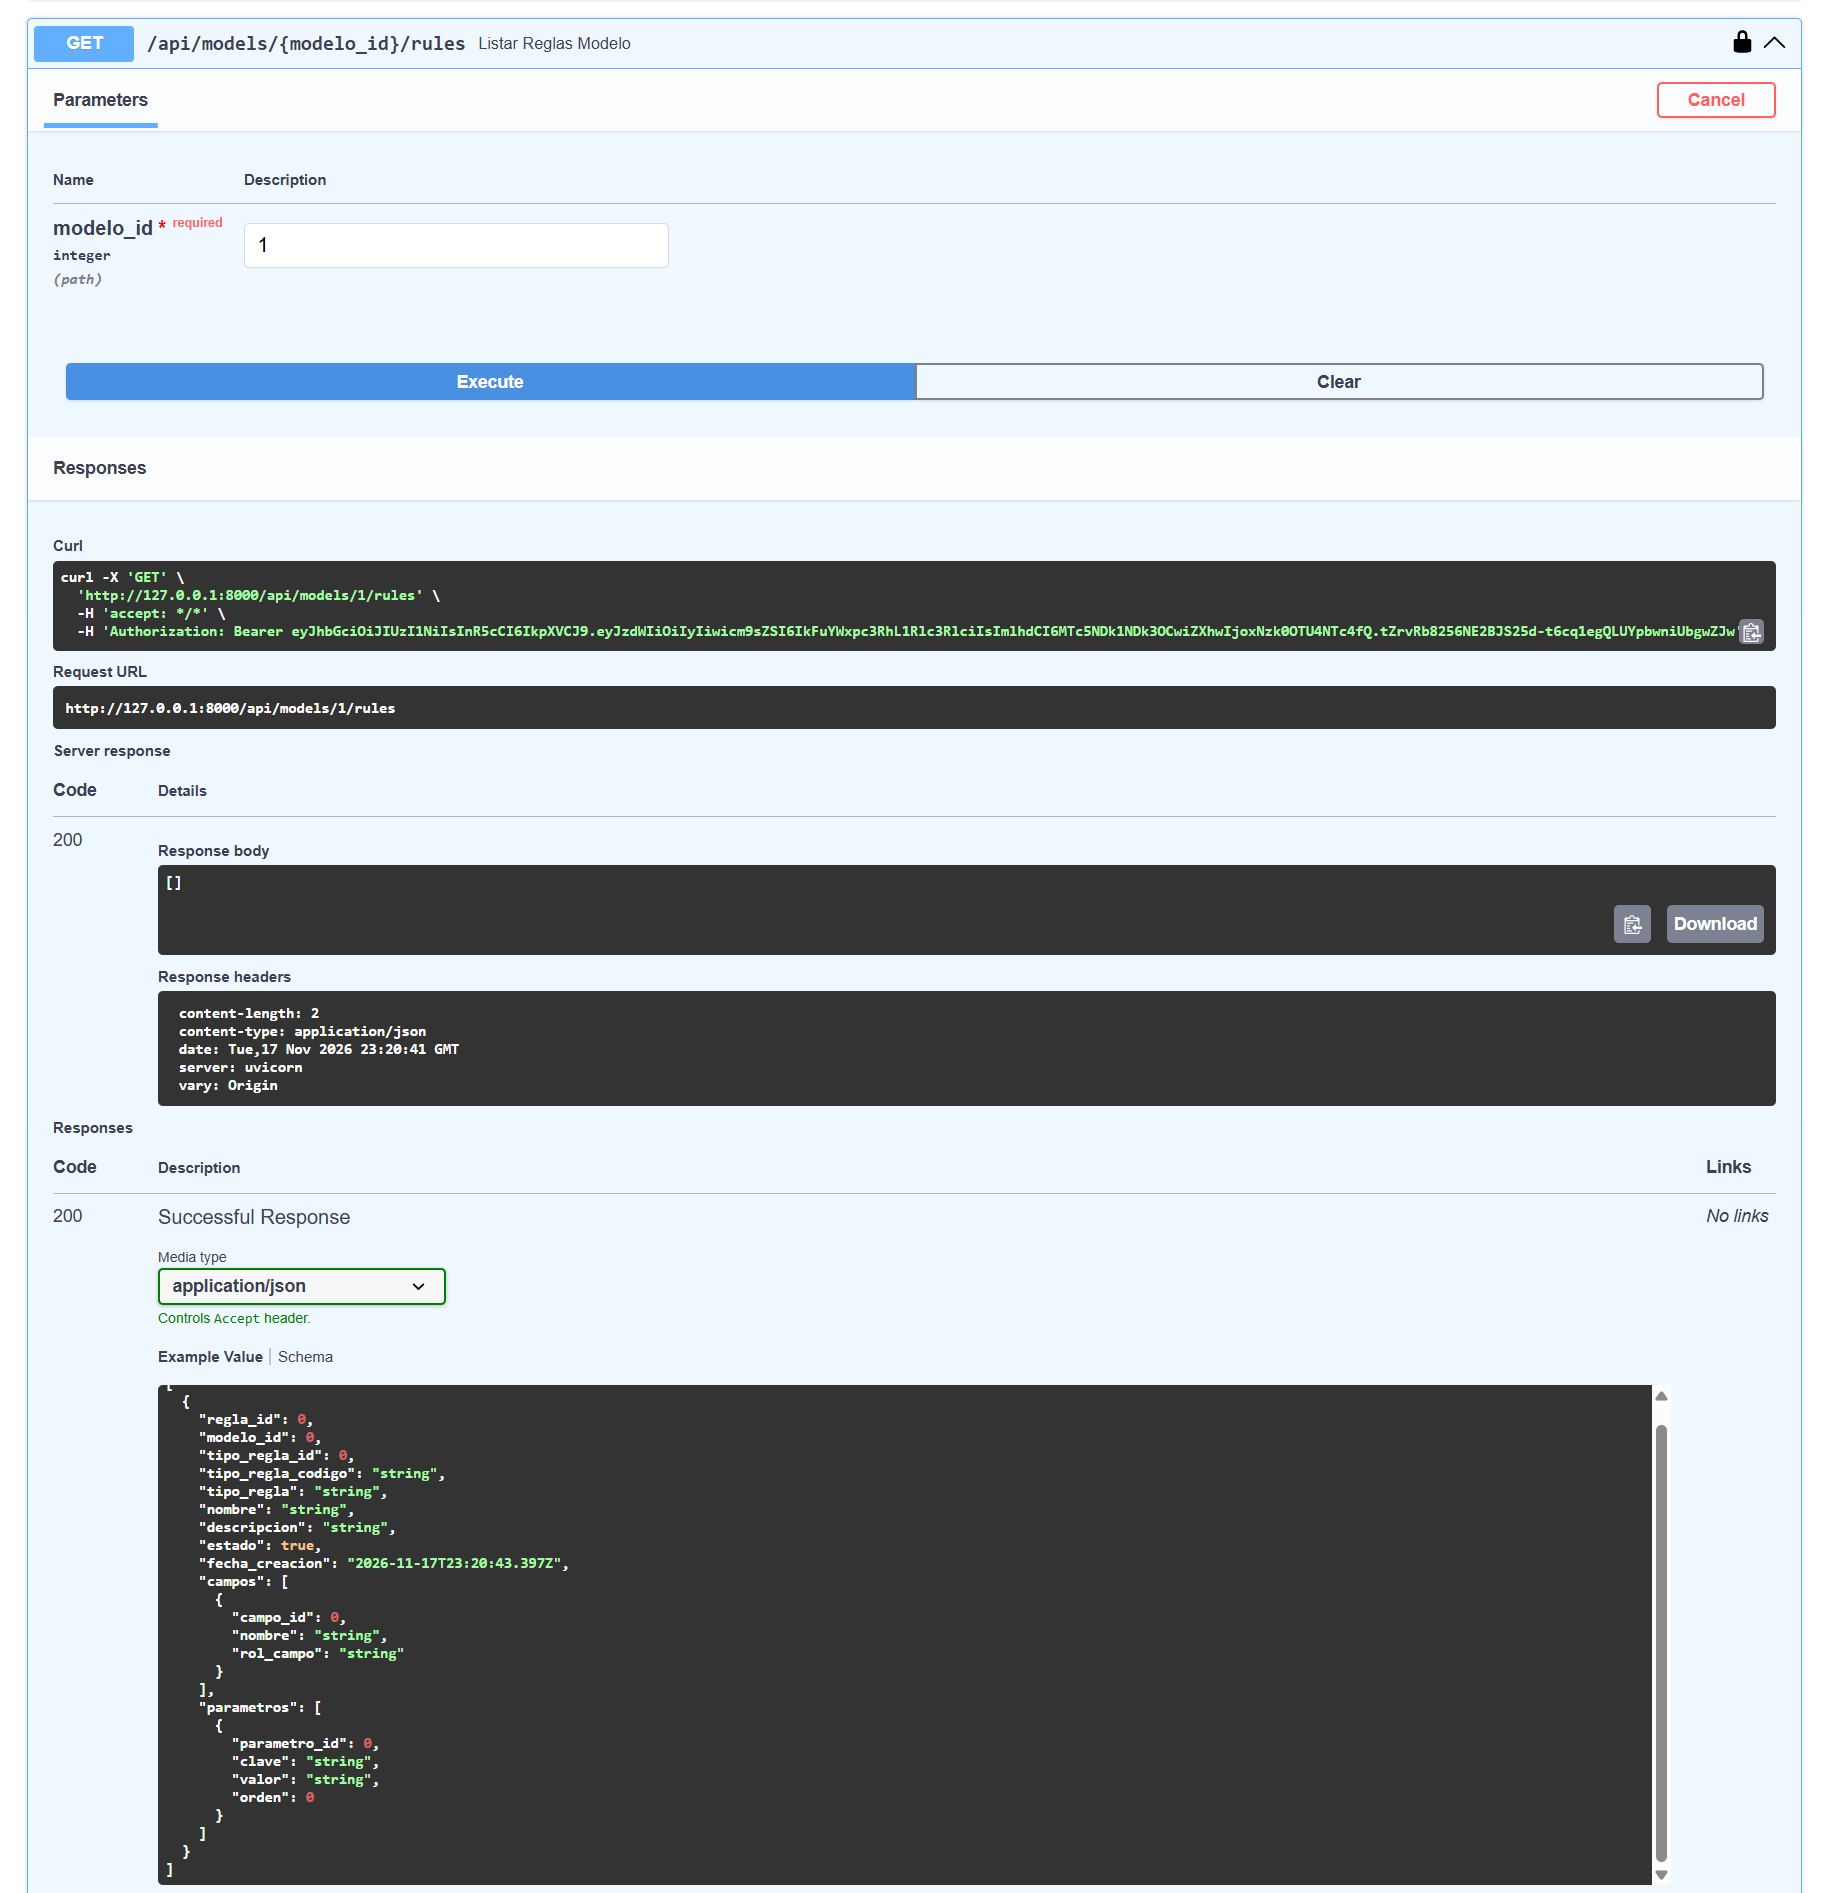 GET /api/models/{modelo_id}/rules Listar Reglas Modelo
Parameters
Cancel
Name Description
modelo_id * required
integer
(path)
1
Execute Clear
Responses
Curl
curl -X 'GET' \
  'http://127.0.0.1:8000/api/models/1/rules' \
  -H 'accept: */*' \
  -H 'Authorization: Bearer eyJhbGciOiJIUzI1NiIsInR5cCI6IkpXVCJ9.eyJzdWIiOiIyIiwicm9sZSI6IkFuYWxpc3RhL1Rlc3RlciIsImlhdCI6MTc5NDk1NDk3OCwiZXhwIjoxNzk0OTU4NTc4fQ.tZrvRb8256NE2BJS25d-t6cq1egQLUYpbwniUbgwZJw'
Request URL
http://127.0.0.1:8000/api/models/1/rules
Server response
Code Details
200
Response body
[]
Download
Response headers
content-length: 2
content-type: application/json
date: Tue,17 Nov 2026 23:20:41 GMT
server: uvicorn
vary: Origin
Responses
Code Description Links
200 Successful Response No links
Media type
application/json
Controls Accept header.
Example Value Schema
[
  {
    "regla_id": 0,
    "modelo_id": 0,
    "tipo_regla_id": 0,
    "tipo_regla_codigo": "string",
    "tipo_regla": "string",
    "nombre": "string",
    "descripcion": "string",
    "estado": true,
    "fecha_creacion": "2026-11-17T23:20:43.397Z",
    "campos": [
      {
        "campo_id": 0,
        "nombre": "string",
        "rol_campo": "string"
      }
    ],
    "parametros": [
      {
        "parametro_id": 0,
        "clave": "string",
        "valor": "string",
        "orden": 0
      }
    ]
  }
]